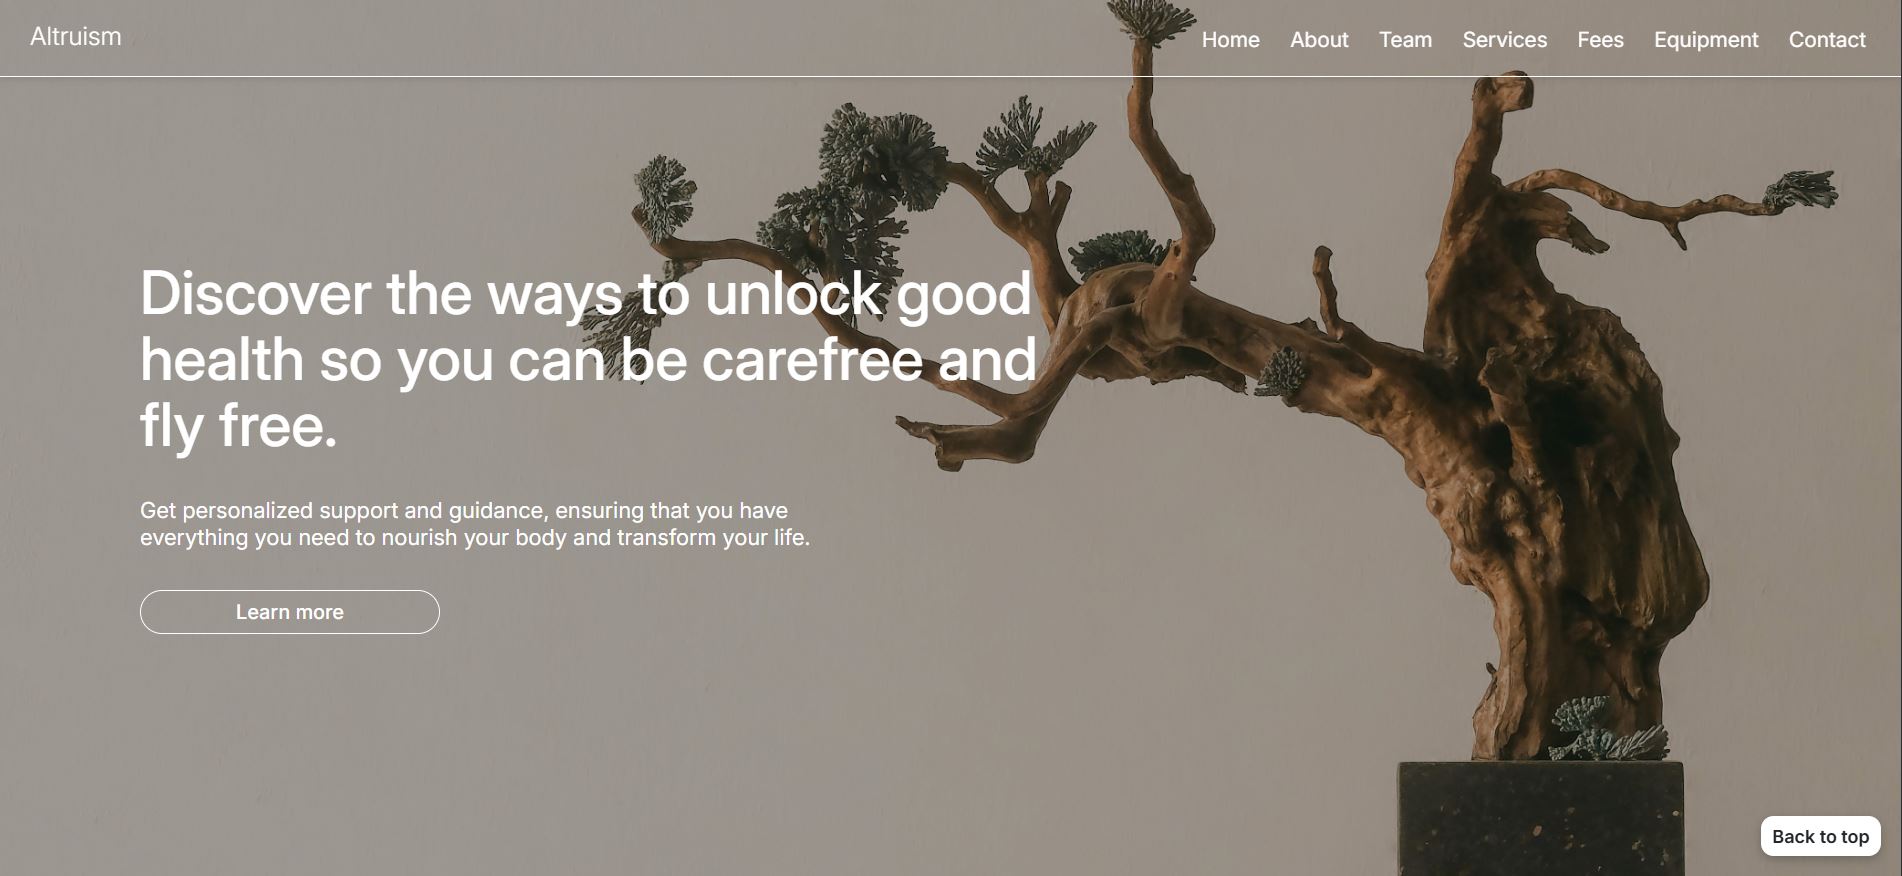 Altruism
Home About Team Services Fees Equipment Contact
Discover the ways to unlock good
health so you can be carefree and
fly free.
Get personalized support and guidance, ensuring that you have
everything you need to nourish your body and transform your life.
Learn more
Back to top